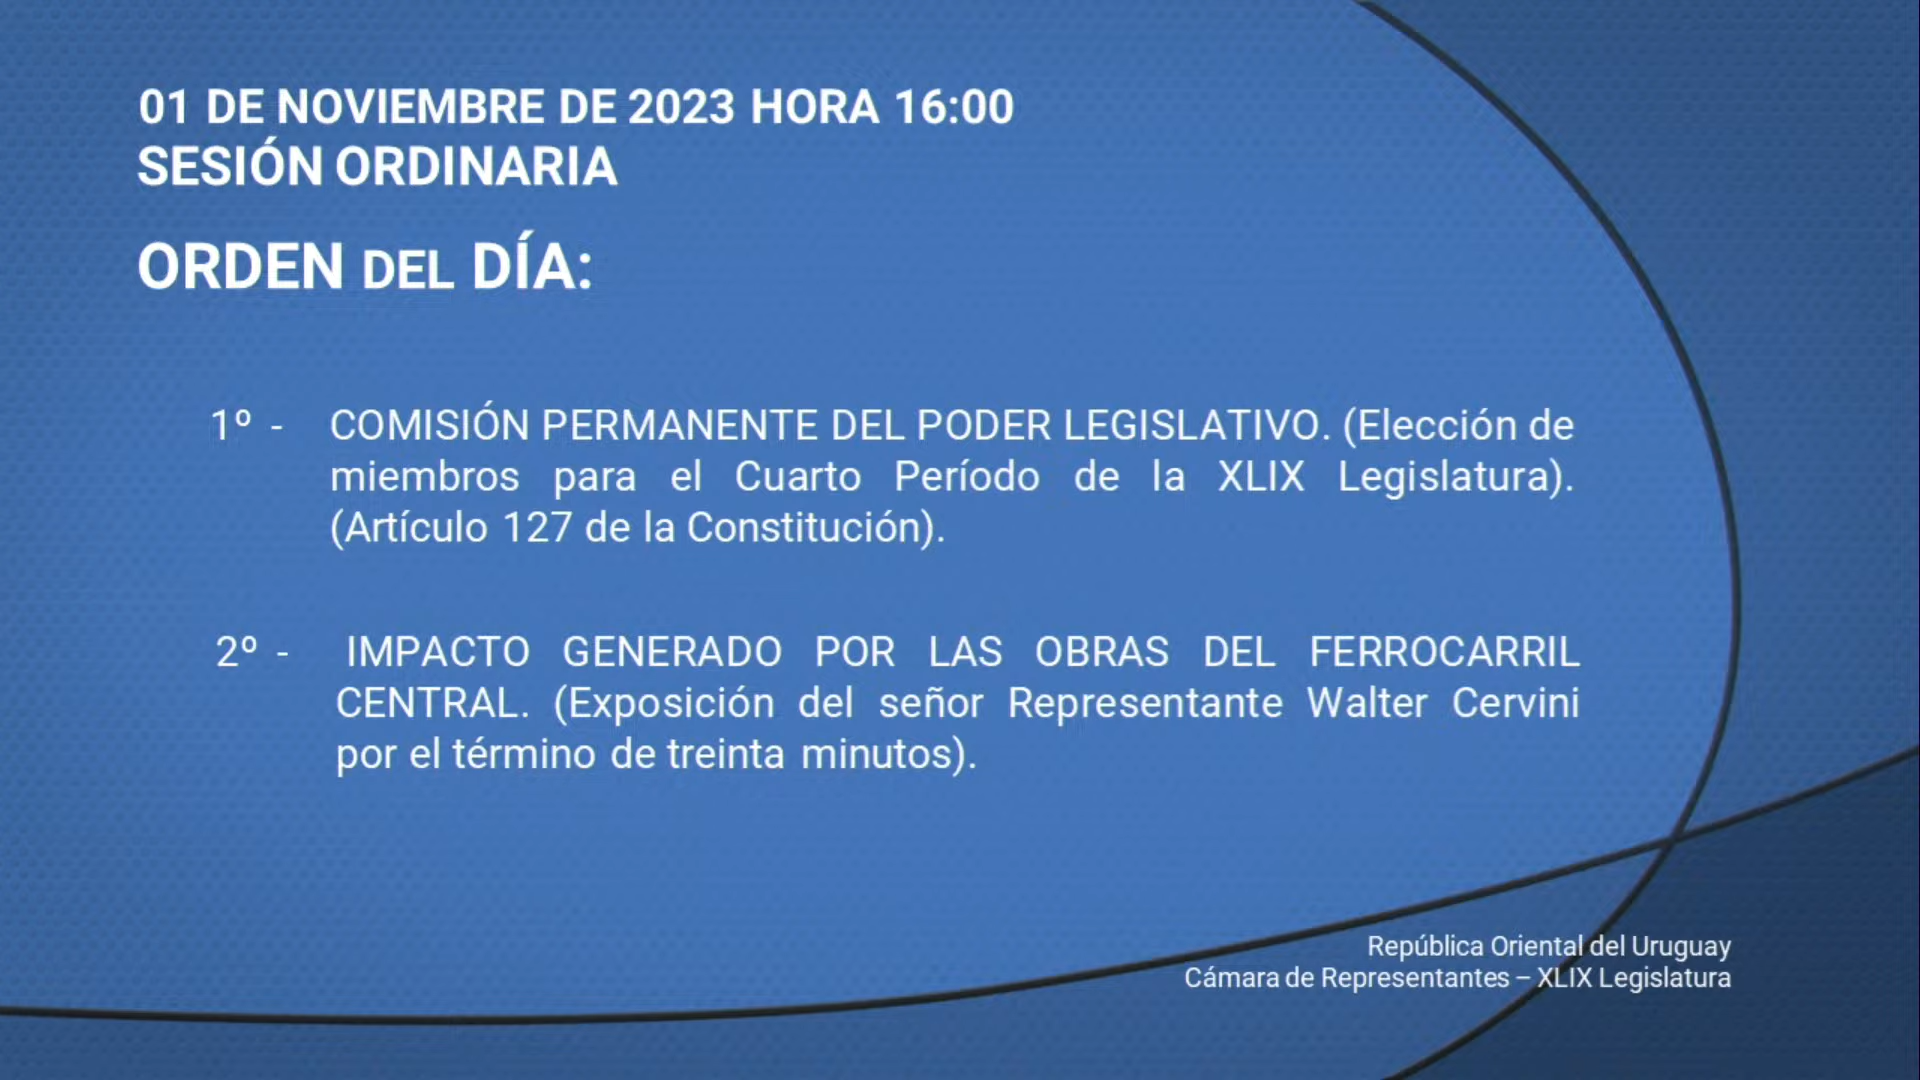 01 DE NOVIEMBRE DE 2023 HORA 16:00
SESIÓN ORDINARIA
ORDEN DEL DÍA:
1º - COMISIÓN PERMANENTE DEL PODER LEGISLATIVO. (Elección de
miembros para el Cuarto Período de la XLIX Legislatura).
(Artículo 127 de la Constitución).
2º - IMPACTO GENERADO POR LAS OBRAS DEL FERROCARRIL
CENTRAL. (Exposición del señor Representante Walter Cervini
por el término de treinta minutos).
República Oriental del Uruguay
Cámara de Representantes – XLIX Legislatura